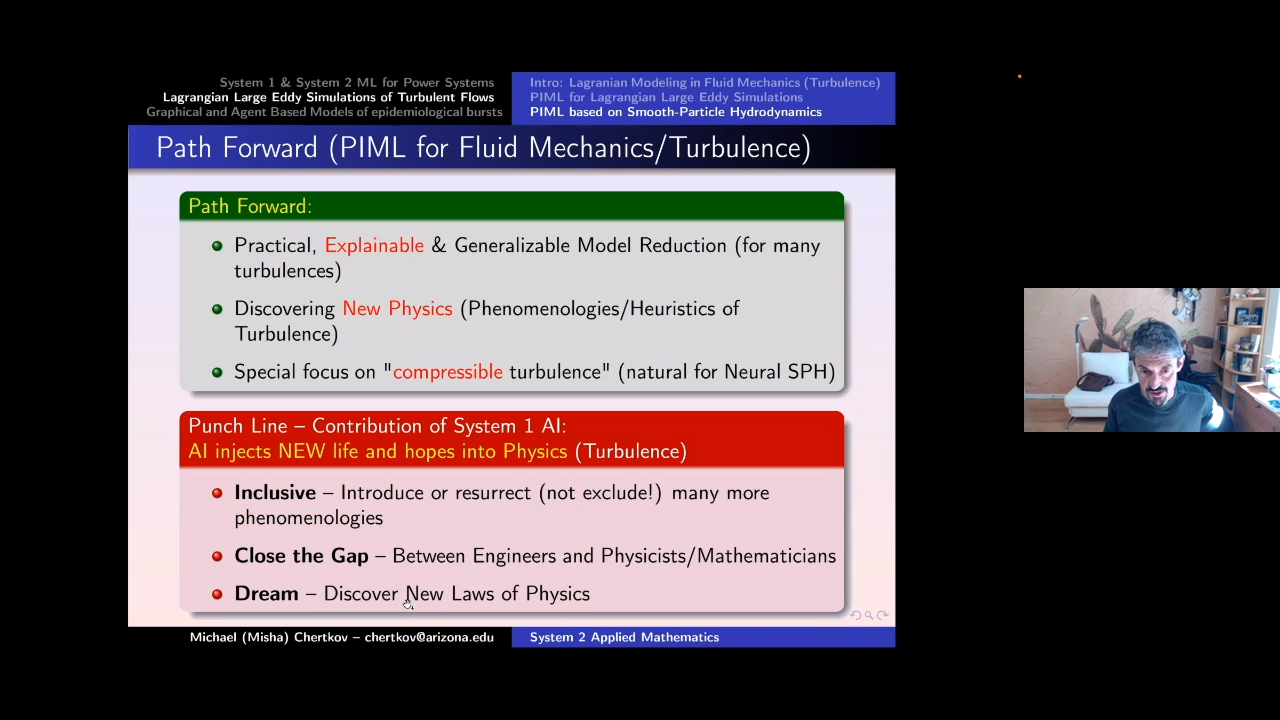 System 1 & System 2 ML for Power Systems
Lagrangian Large Eddy Simulations of Turbulent Flows
Graphical and Agent Based Models of epidemiological bursts
Intro: Lagranian Modeling in Fluid Mechanics (Turbulence)
PIML for Lagrangian Large Eddy Simulations
PIML based on Smooth-Particle Hydrodynamics
Path Forward (PIML for Fluid Mechanics/Turbulence)
Path Forward:
Practical, Explainable & Generalizable Model Reduction (for many
turbulences)
Discovering New Physics (Phenomenologies/Heuristics of
Turbulence)
Special focus on "compressible turbulence" (natural for Neural SPH)
Punch Line – Contribution of System 1 AI:
AI injects NEW life and hopes into Physics (Turbulence)
Inclusive – Introduce or resurrect (not exclude!) many more
phenomenologies
Close the Gap – Between Engineers and Physicists/Mathematicians
Dream – Discover New Laws of Physics
Michael (Misha) Chertkov – chertkov@arizona.edu
System 2 Applied Mathematics